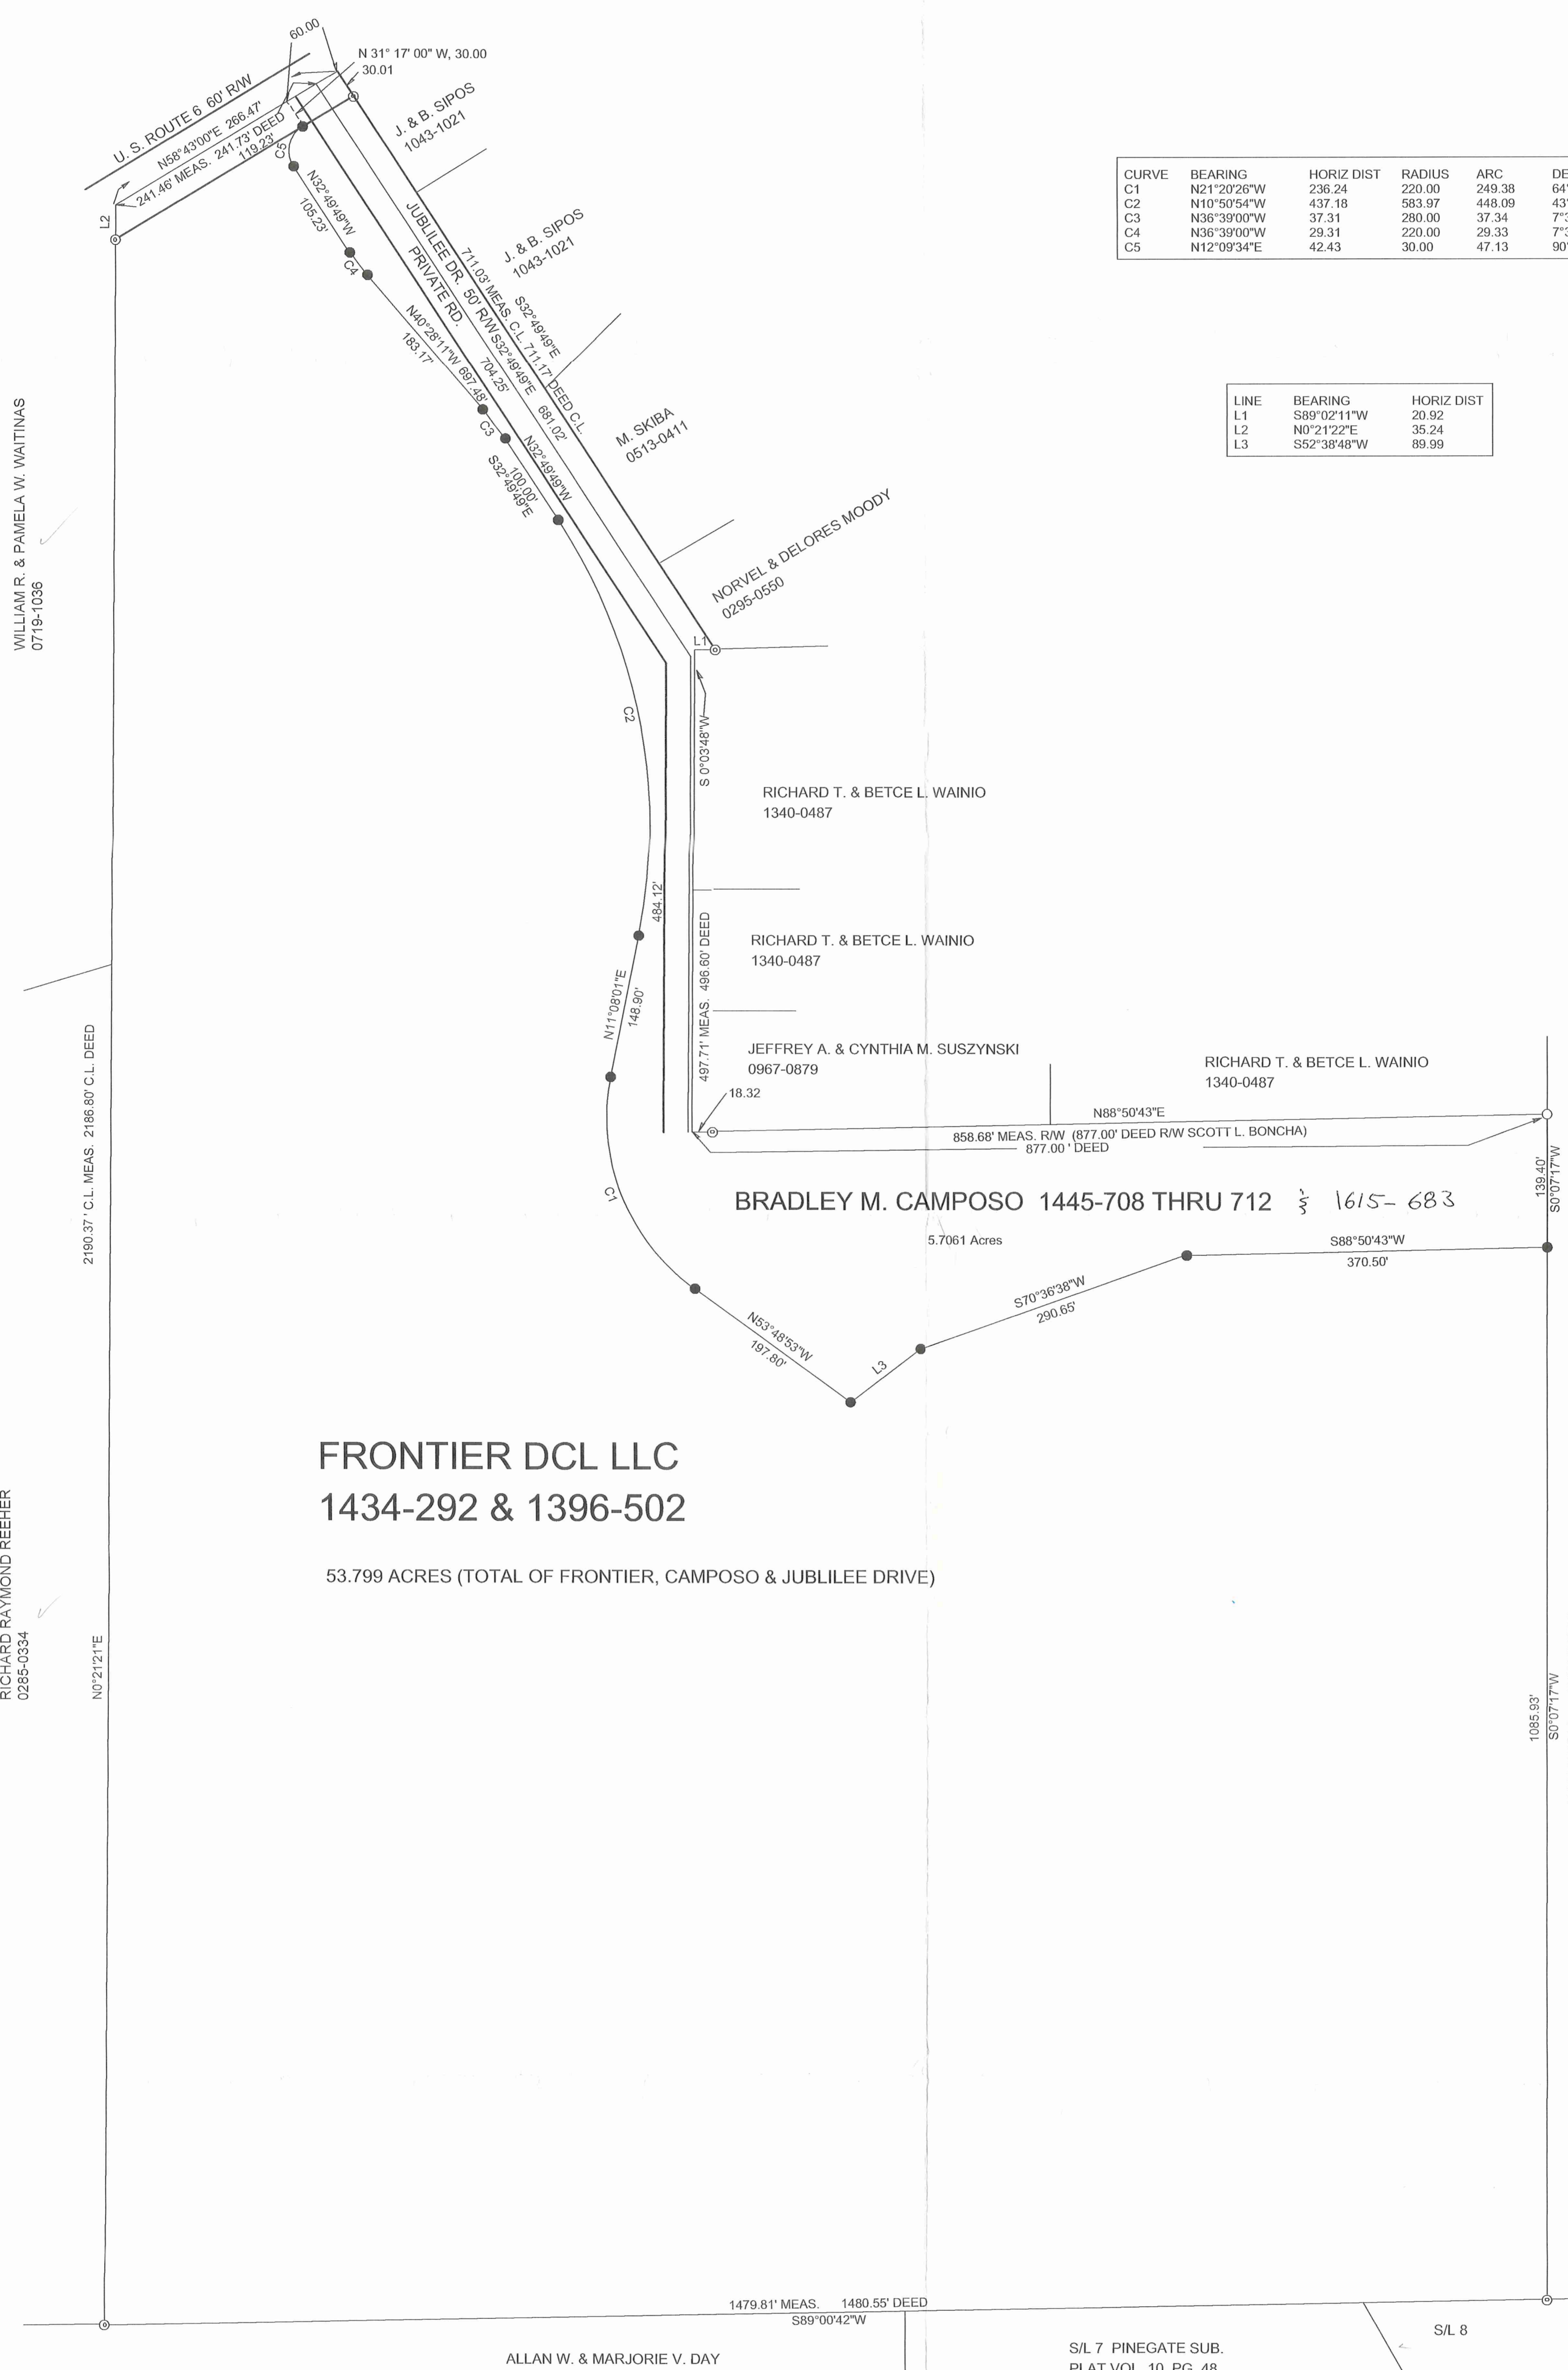 60.00
N 31° 17' 00" W, 30.00
30.01
U. S. ROUTE 6 60' R/W
N58°43'00"E 266.47'
241.46' MEAS. 241.73' DEED
119.23'
L2
C5
J. & B. SIPOS
1043-1021
N32°49'49"W
105.23'
C4
JUBLILEE DR. 50' R/W
PRIVATE RD.
J. & B. SIPOS
1043-1021
711.03' MEAS. C.L. 711.17' DEED C.L.
S32°49'49"E
S32°49'49"E 681.02'
704.25'
N40°28'11"W 697.48'
183.17'
C3
N32°49'49"W
100.00'
S32°49'49"E
M. SKIBA
0513-0411
NORVEL & DELORES MOODY
0295-0550
L1
CURVE BEARING HORIZ DIST RADIUS ARC DE
C1 N21°20'26"W 236.24 220.00 249.38 64°
C2 N10°50'54"W 437.18 583.97 448.09 43°
C3 N36°39'00"W 37.31 280.00 37.34 7°3
C4 N36°39'00"W 29.31 220.00 29.33 7°3
C5 N12°09'34"E 42.43 30.00 47.13 90°
LINE BEARING HORIZ DIST
L1 S89°02'11"W 20.92
L2 N0°21'22"E 35.24
L3 S52°38'48"W 89.99
WILLIAM R. & PAMELA W. WAITINAS
0719-1036
C2
S 0°03'48"W
RICHARD T. & BETCE L. WAINIO
1340-0487
484.12'
497.71' MEAS. 496.60' DEED
RICHARD T. & BETCE L. WAINIO
1340-0487
N11°08'01"E
148.90'
JEFFREY A. & CYNTHIA M. SUSZYNSKI
0967-0879
18.32
RICHARD T. & BETCE L. WAINIO
1340-0487
N88°50'43"E
858.68' MEAS. R/W (877.00' DEED R/W SCOTT L. BONCHA)
877.00 ' DEED
2190.37 ' C.L. MEAS. 2186.80' C.L. DEED
C1
BRADLEY M. CAMPOSO 1445-708 THRU 712 & 1615-683
5.7061 Acres
139.40'
S0°07'17"W
S88°50'43"W
370.50'
S70°36'38"W
290.65'
L3
N53°48'53"W
197.80'
FRONTIER DCL LLC
1434-292 & 1396-502
53.799 ACRES (TOTAL OF FRONTIER, CAMPOSO & JUBLILEE DRIVE)
RICHARD RAYMOND REEHER
0285-0334
N0°21'21"E
1085.93'
S0°07'17"W
1479.81' MEAS. 1480.55' DEED
S89°00'42"W
ALLAN W. & MARJORIE V. DAY
S/L 7 PINEGATE SUB.
PLAT VOL. 10, PG. 48
S/L 8